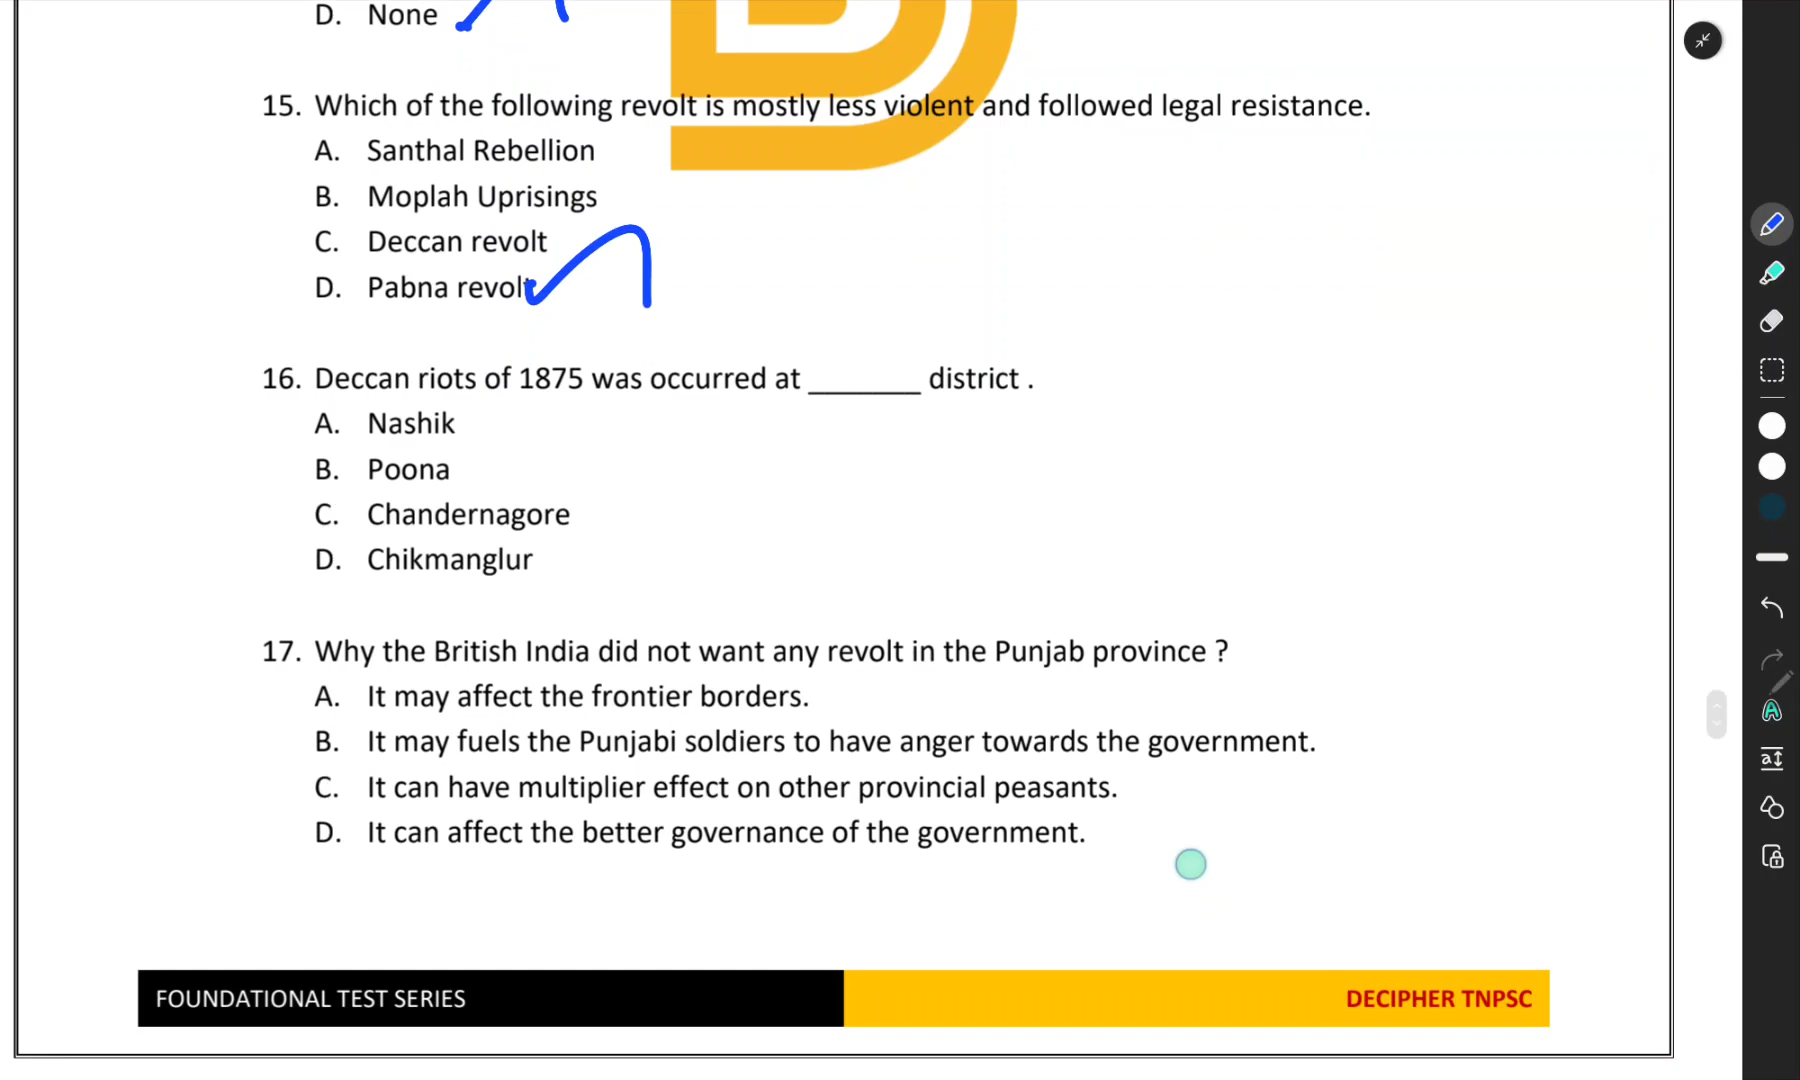 D. None
15. Which of the following revolt is mostly less violent and followed legal resistance.
A. Santhal Rebellion
B. Moplah Uprisings
C. Deccan revolt
D. Pabna revolt
16. Deccan riots of 1875 was occurred at _______ district .
A. Nashik
B. Poona
C. Chandernagore
D. Chikmanglur
17. Why the British India did not want any revolt in the Punjab province ?
A. It may affect the frontier borders.
B. It may fuels the Punjabi soldiers to have anger towards the government.
C. It can have multiplier effect on other provincial peasants.
D. It can affect the better governance of the government.
FOUNDATIONAL TEST SERIES
DECIPHER TNPSC